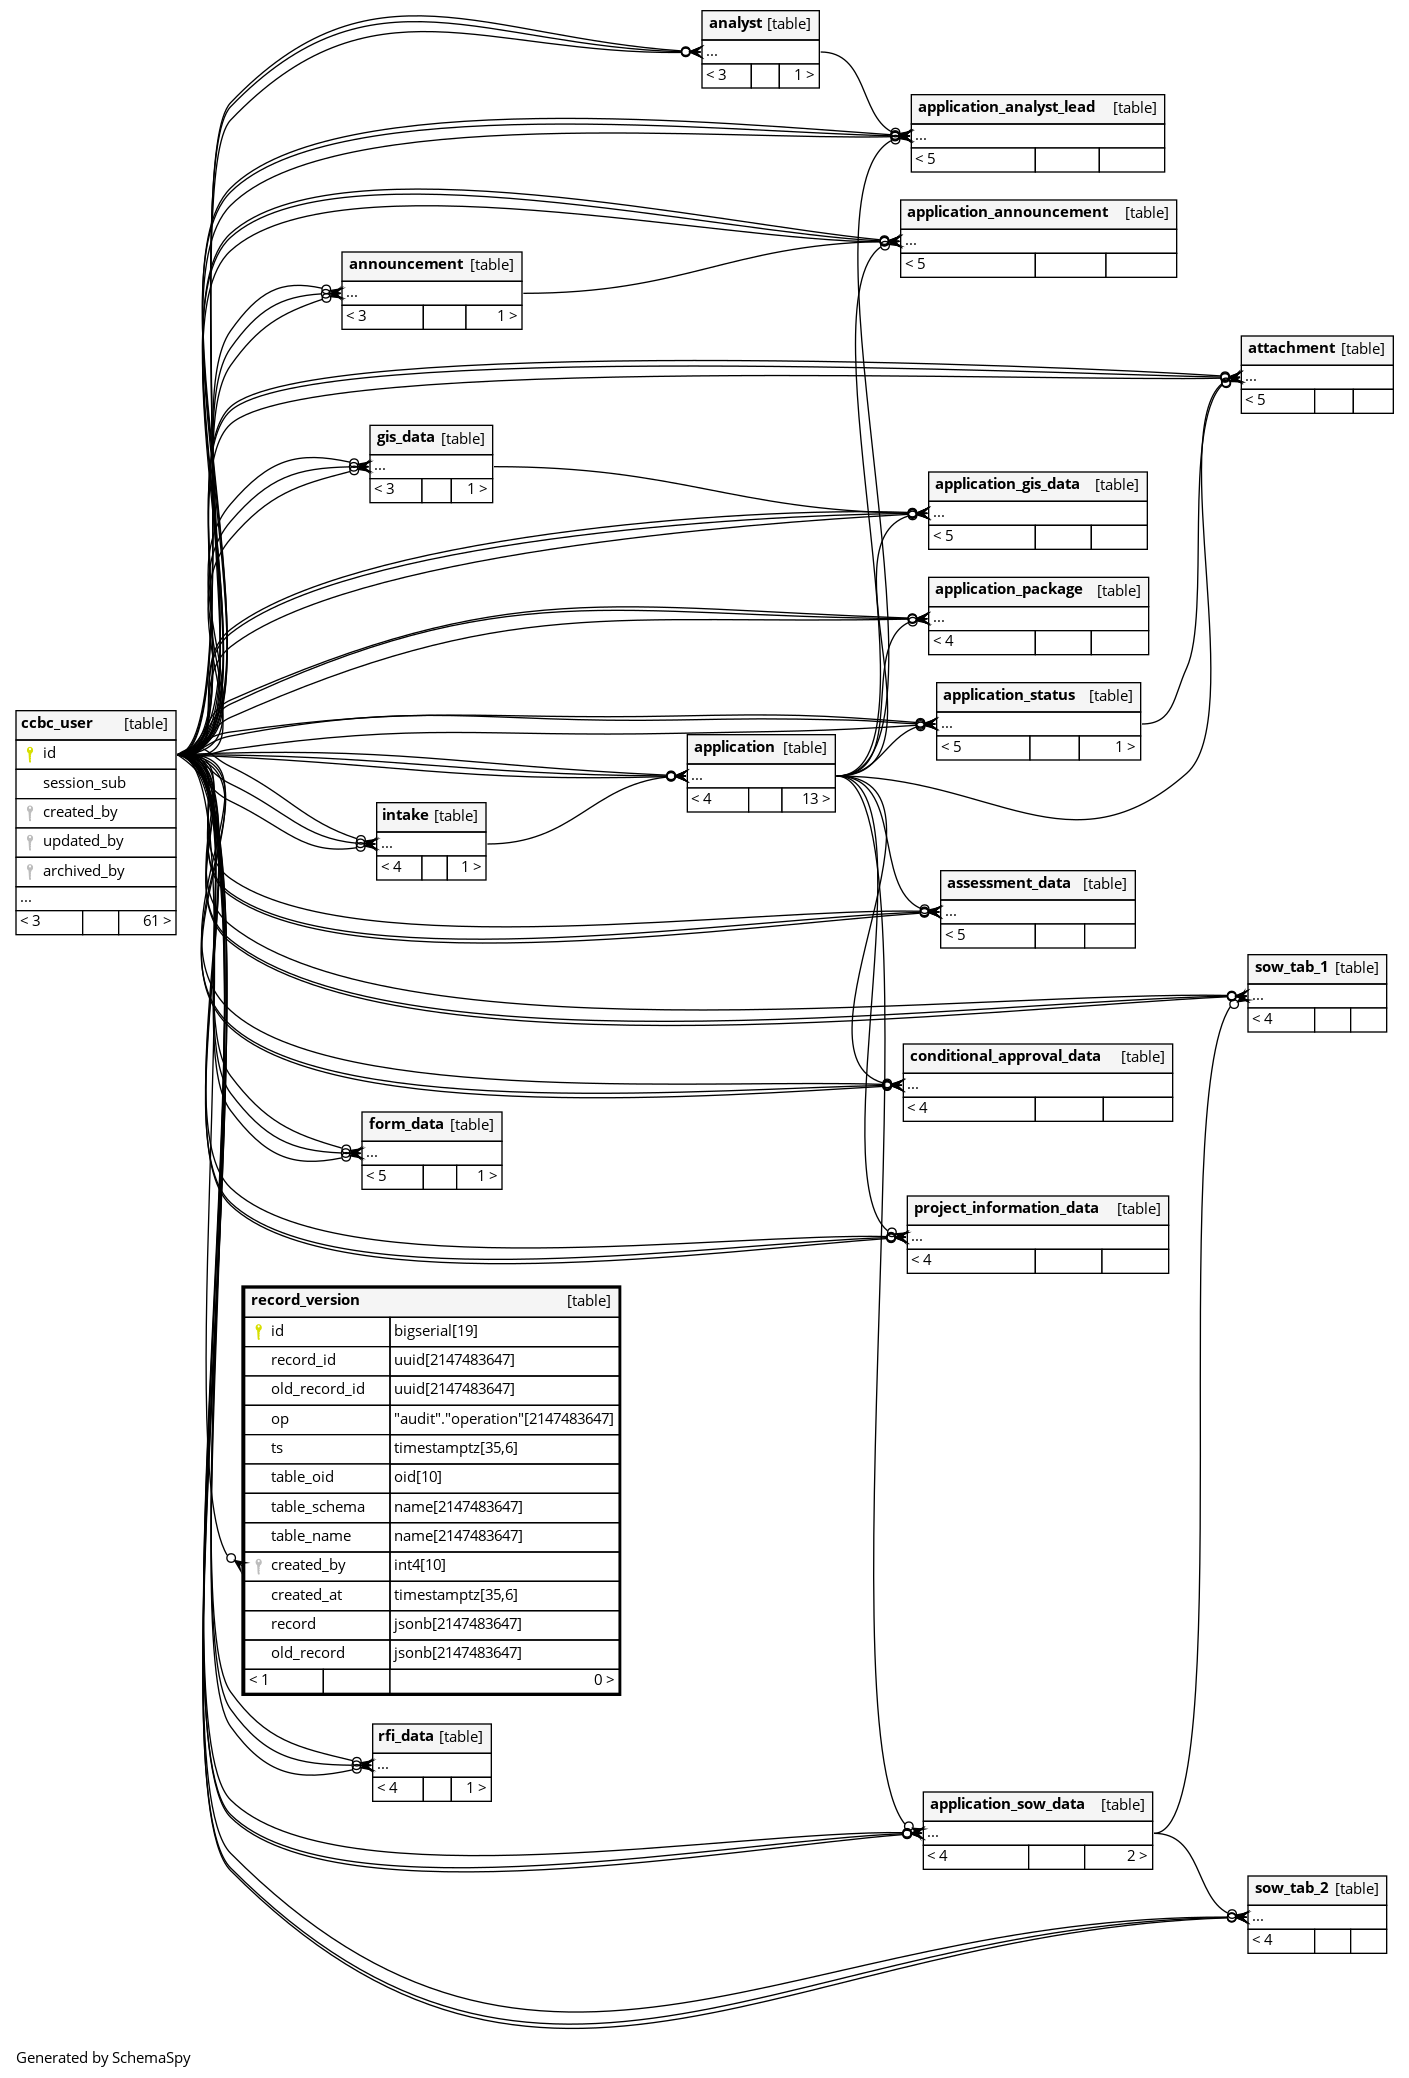 analyst [table]
...
< 3 1 >
application_analyst_lead [table]
...
< 5
application_announcement [table]
...
< 5
announcement [table]
...
< 3 1 >
attachment [table]
...
< 5
gis_data [table]
...
< 3 1 >
application_gis_data [table]
...
< 5
application_package [table]
...
< 4
application_status [table]
...
< 5 1 >
ccbc_user [table]
id
session_sub
created_by
updated_by
archived_by
...
< 3 61 >
application [table]
...
< 4 13 >
intake [table]
...
< 4 1 >
assessment_data [table]
...
< 5
sow_tab_1 [table]
...
< 4
conditional_approval_data [table]
...
< 4
form_data [table]
...
< 5 1 >
project_information_data [table]
...
< 4
record_version [table]
id bigserial[19]
record_id uuid[2147483647]
old_record_id uuid[2147483647]
op "audit"."operation"[2147483647]
ts timestamptz[35,6]
table_oid oid[10]
table_schema name[2147483647]
table_name name[2147483647]
created_by int4[10]
created_at timestamptz[35,6]
record jsonb[2147483647]
old_record jsonb[2147483647]
< 1 0 >
rfi_data [table]
...
< 4 1 >
application_sow_data [table]
...
< 4 2 >
sow_tab_2 [table]
...
< 4
Generated by SchemaSpy